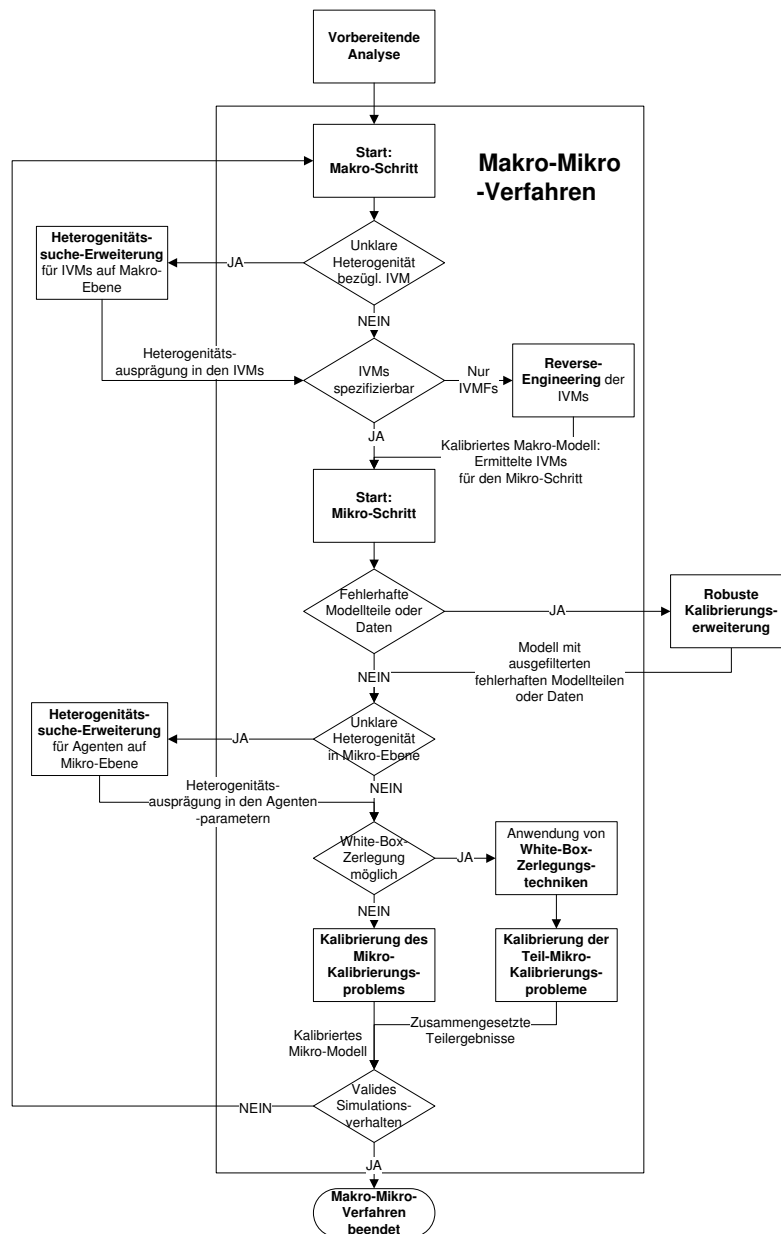 Vorbereitende
Analyse
Start:
Makro-Schritt
Makro-Mikro
-Verfahren
Unklare
Heterogenität
bezügl. IVM
JA
Heterogenitäts-
suche-Erweiterung
für IVMs auf Makro-
Ebene
NEIN
Heterogenitäts-
ausprägung in den IVMs
IVMs
spezifizierbar
Nur
IVMFs
Reverse-
Engineering der
IVMs
JA
Kalibriertes Makro-Modell:
Ermittelte IVMs
für den Mikro-Schritt
Start:
Mikro-Schritt
Fehlerhafte
Modellteile oder
Daten
JA
Robuste
Kalibrierungs-
erweiterung
NEIN
Modell mit
ausgefilterten
fehlerhaften Modellteilen
oder Daten
Unklare
Heterogenität
in Mikro-Ebene
JA
Heterogenitäts-
suche-Erweiterung
für Agenten auf
Mikro-Ebene
NEIN
Heterogenitäts-
ausprägung in den Agenten
-parametern
White-Box-
Zerlegung
möglich
JA
Anwendung von
White-Box-
Zerlegungs-
techniken
NEIN
Kalibrierung des
Mikro-
Kalibrierungs-
problems
Kalibrierung der
Teil-Mikro-
Kalibrierungs-
probleme
Kalibriertes
Mikro-Modell
Zusammengesetzte
Teilergebnisse
Valides
Simulations-
verhalten
NEIN
JA
Makro-Mikro-
Verfahren
beendet